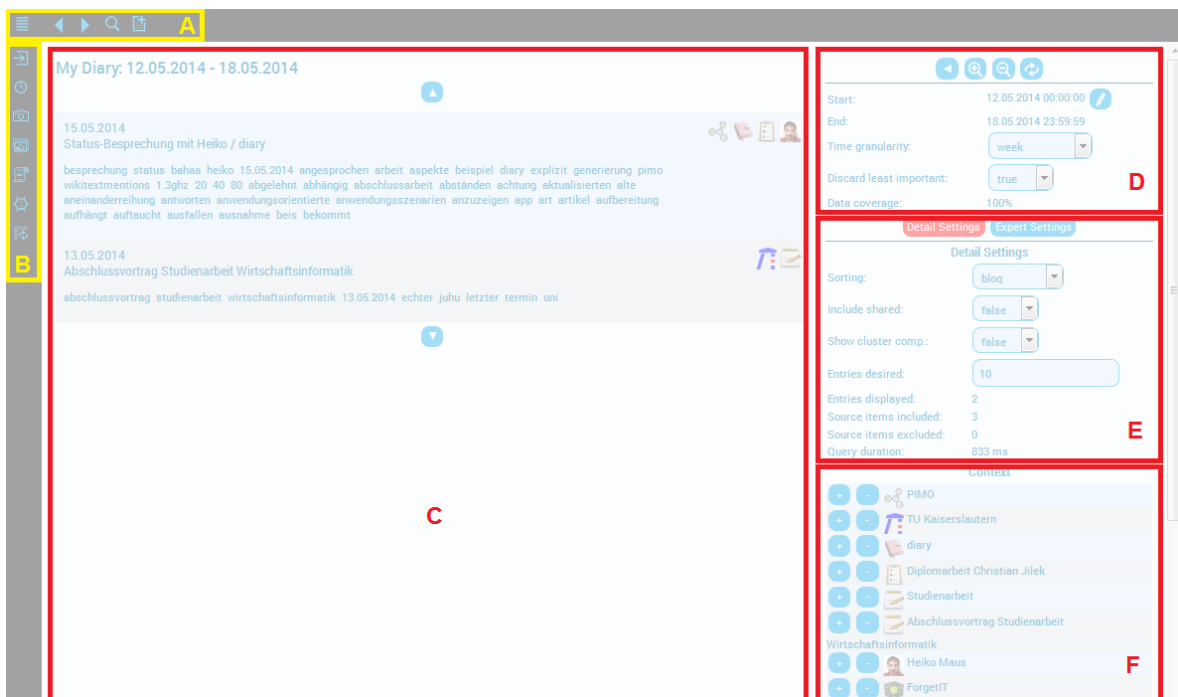 A
B
My Diary: 12.05.2014 - 18.05.2014
15.05.2014
Status-Besprechung mit Heiko / diary
besprechung status bahaa heiko 15.05.2014 angesprochen arbeit aspekte beispiel diary explizit generierung pimo
wikitextmentions 1.3ghz 20 40 80 abgelehnt abhängig abschlussarbeit abständen achtung aktualisierten alte
aneinanderreihung antworten anwendungsorientierte anwendungsszenarien anzuzeigen app art artikel aufbereitung
aufhängt auftaucht ausfallen ausnahme beis bekommt
13.05.2014
Abschlussvortrag Studienarbeit Wirtschaftsinformatik
abschlussvortrag studienarbeit wirtschaftsinformatik 13.05.2014 echter juhu letzter termin uni
C
Start: 12.05.2014 00:00:00
End: 18.05.2014 23:59:59
Time granularity: week
Discard least important: true
D
Data coverage: 100%
Detail Settings Expert Settings
Detail Settings
Sorting: blog
Include shared: false
Show cluster comp.: false
Entries desired: 10
Entries displayed: 2
Source items included: 3
Source items excluded: 0
E
Query duration: 833 ms
Context
+ - PIMO
+ - TU Kaiserslautern
+ - diary
+ - Diplomarbeit Christian Jilek
+ - Studienarbeit
+ - Abschlussvortrag Studienarbeit
Wirtschaftsinformatik
+ - Heiko Maus
F
+ - ForgetIT